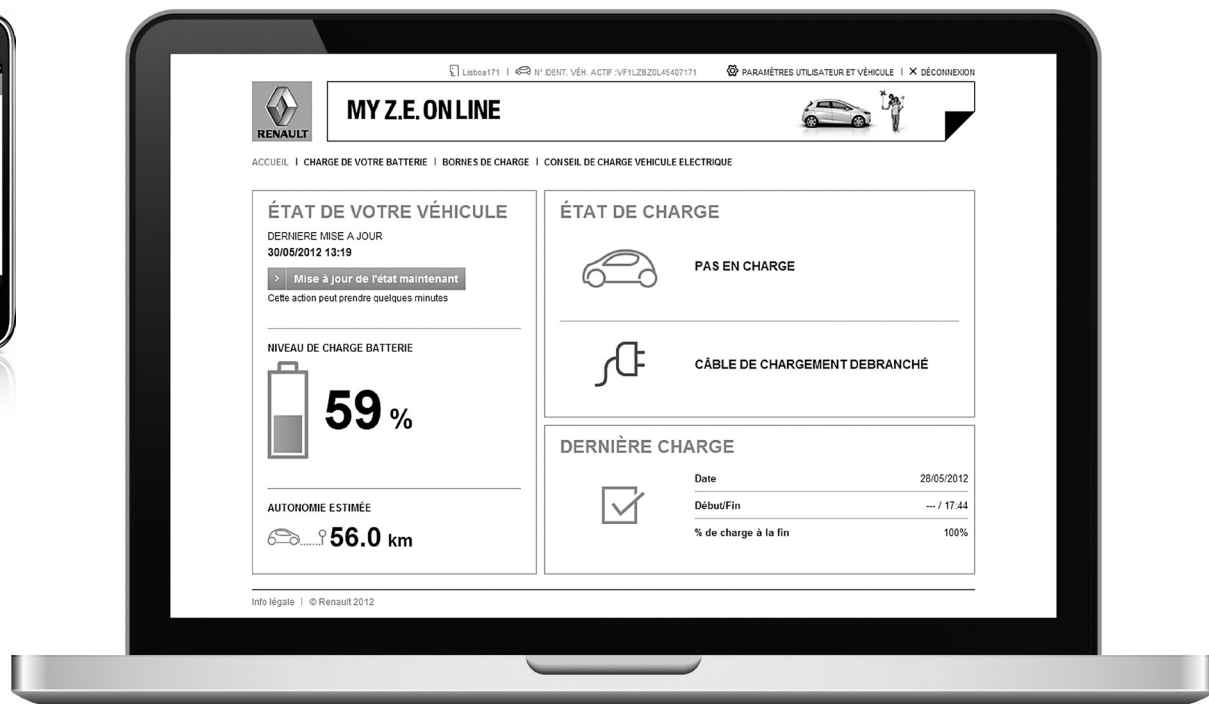 Lisboa171 | N° IDENT. VÉH. ACTIF :VF1LZBZ0L45407171 PARAMÈTRES UTILISATEUR ET VÉHICULE | X DÉCONNEXION
RENAULT
MY Z.E. ON LINE
ACCUEIL | CHARGE DE VOTRE BATTERIE | BORNES DE CHARGE | CONSEIL DE CHARGE VEHICULE ELECTRIQUE
ÉTAT DE VOTRE VÉHICULE
DERNIERE MISE A JOUR
30/05/2012 13:19
> Mise à jour de l'état maintenant
Cette action peut prendre quelques minutes
NIVEAU DE CHARGE BATTERIE
59 %
AUTONOMIE ESTIMÉE
56.0 km
ÉTAT DE CHARGE
PAS EN CHARGE
CÂBLE DE CHARGEMENT DEBRANCHÉ
DERNIÈRE CHARGE
Date 28/05/2012
Début/Fin --- / 17:44
% de charge à la fin 100%
Info légale | © Renault 2012